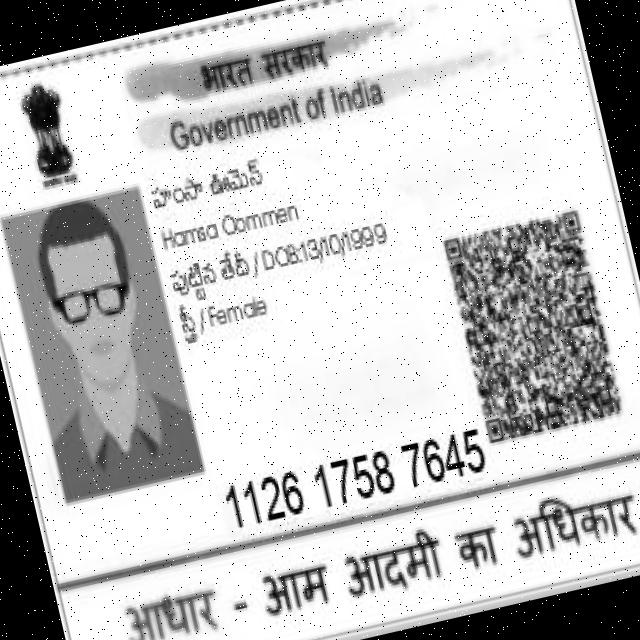 भारत सरकार
Government of India
హంసా ఊమెన్
Hamsa Oommen
పుట్టిన తేదీ / DOB:13/10/1999
స్త్రీ / Female
1126 1758 7645
आधार - आम आदमी का अधिकार